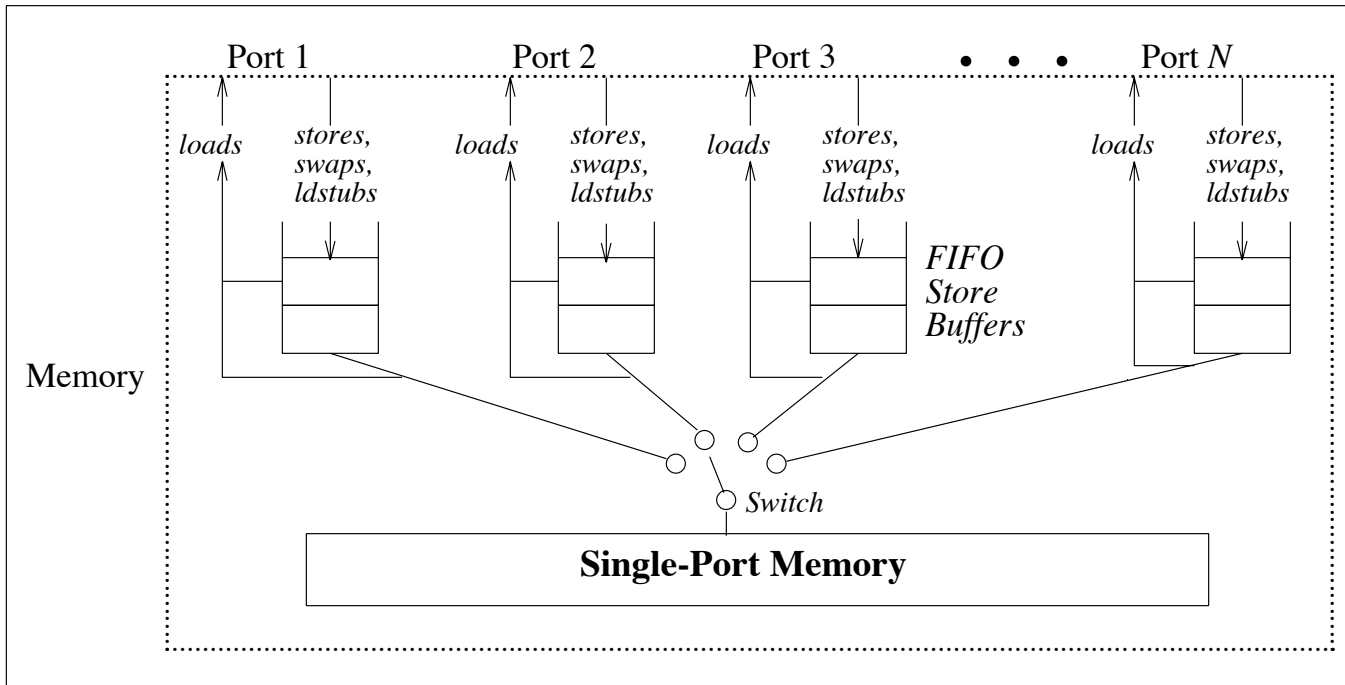 Port 1
Port 2
Port 3
• • •
Port N
loads
stores,
swaps,
ldstubs
loads
stores,
swaps,
ldstubs
loads
stores,
swaps,
ldstubs
loads
stores,
swaps,
ldstubs
FIFO
Store
Buffers
Memory
Switch
Single-Port Memory